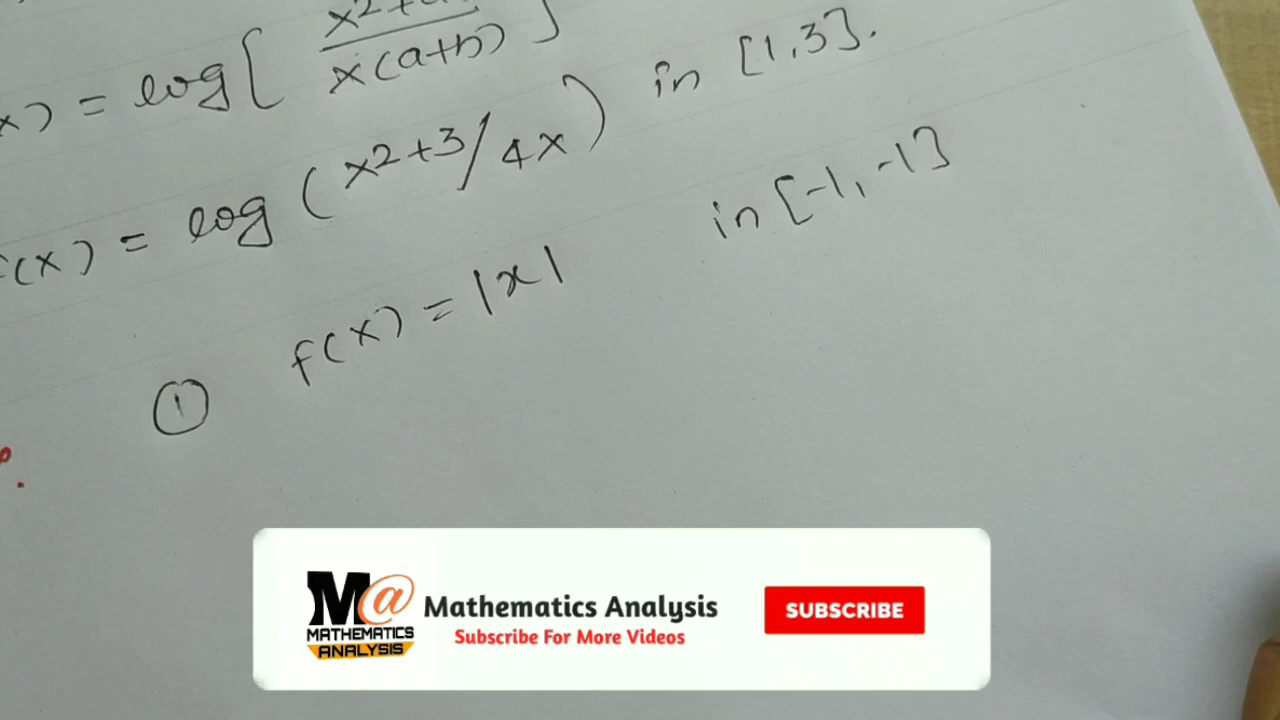 x) = log[ x2+a / x(a+b) ]
f(x) = log (x2+3/4x) in [1,3].
① f(x) = |x| in [-1,-1]
M@ MATHEMATICS ANALYSIS
Mathematics Analysis
Subscribe For More Videos
SUBSCRIBE